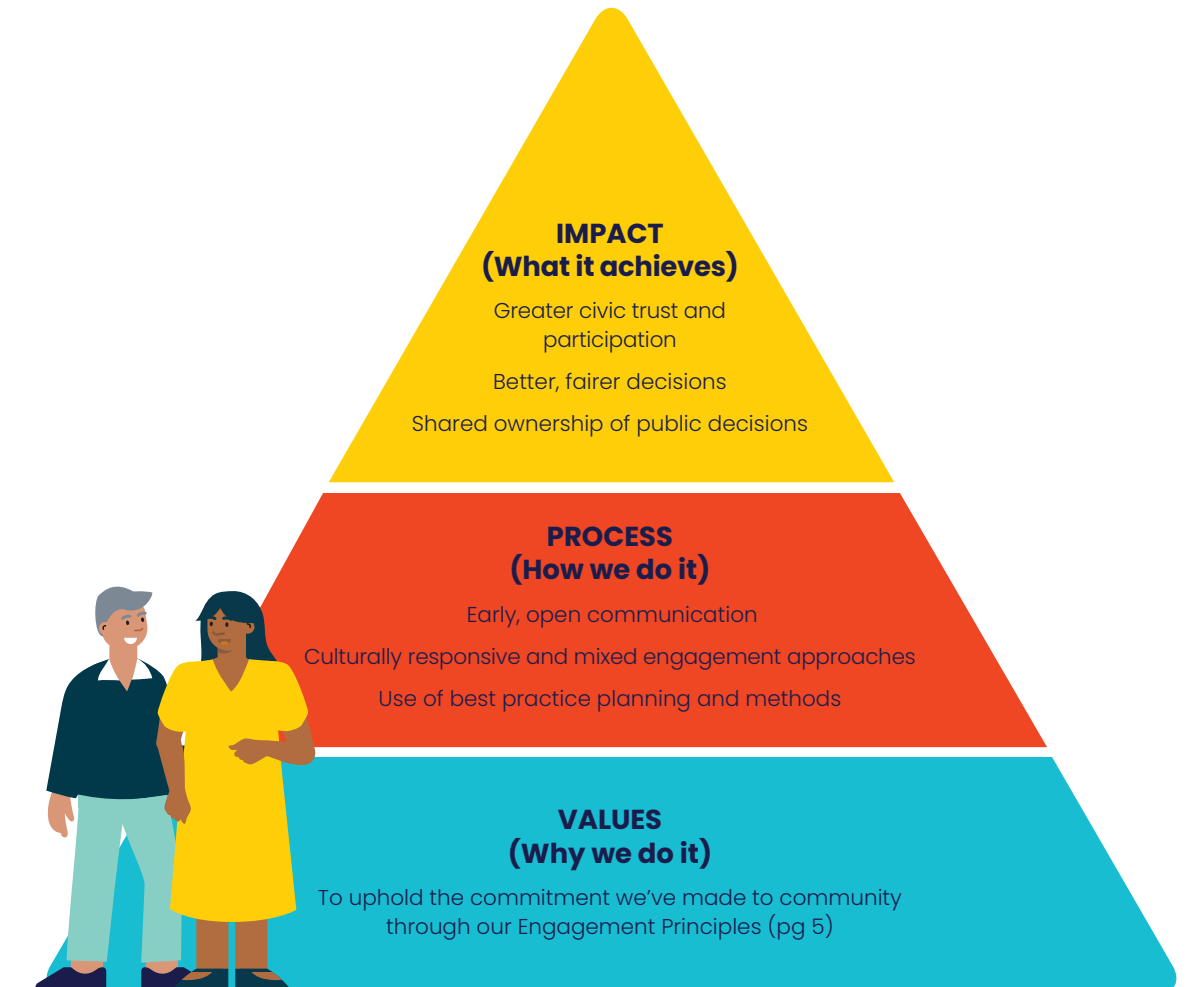 IMPACT
(What it achieves)
Greater civic trust and
participation
Better, fairer decisions
Shared ownership of public decisions
PROCESS
(How we do it)
Early, open communication
Culturally responsive and mixed engagement approaches
Use of best practice planning and methods
VALUES
(Why we do it)
To uphold the commitment we’ve made to community
through our Engagement Principles (pg 5)